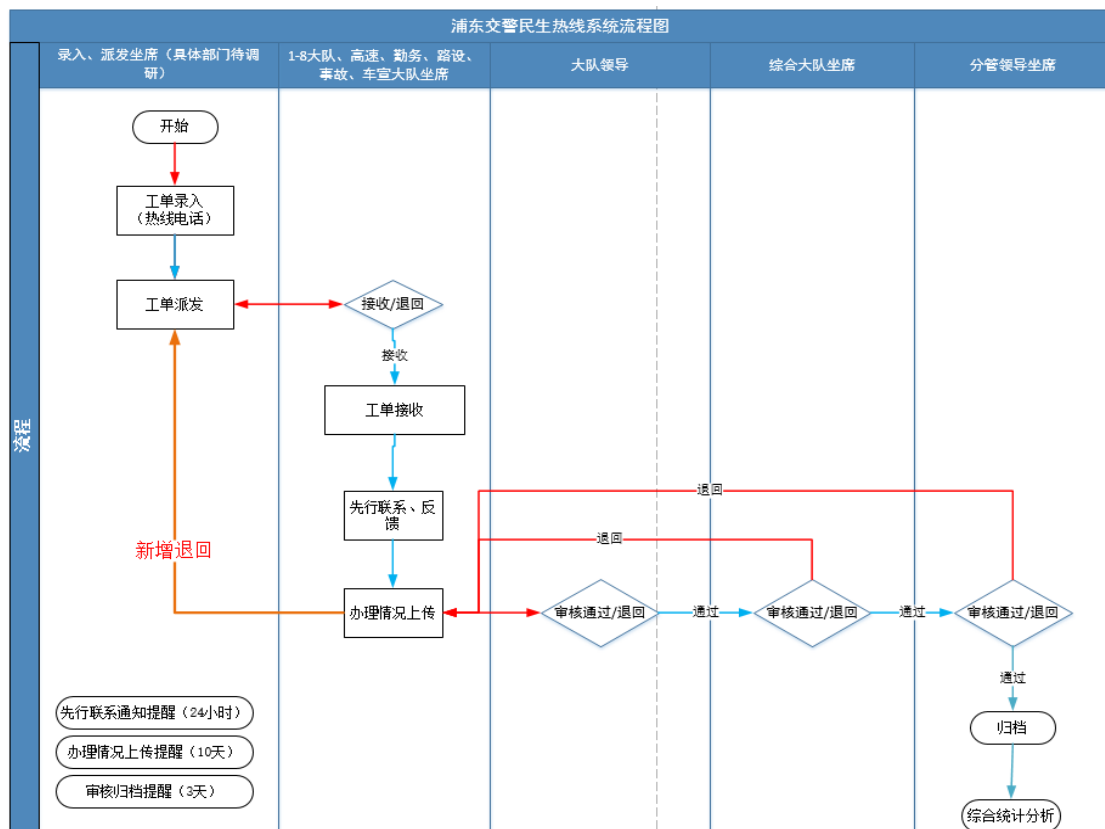 浦东交警民生热线系统流程图
录入、派发坐席（具体部门待调
研）
1-8大队、高速、勤务、路设、
事故、车宣大队坐席
大队领导
综合大队坐席
分管领导坐席
流程
开始
工单录入
（热线电话）
工单派发
接收/退回
接收
工单接收
先行联系、反
馈
退回
退回
新增退回
办理情况上传
审核通过/退回
通过
审核通过/退回
通过
审核通过/退回
通过
归档
综合统计分析
先行联系通知提醒（24小时）
办理情况上传提醒（10天）
审核归档提醒（3天）